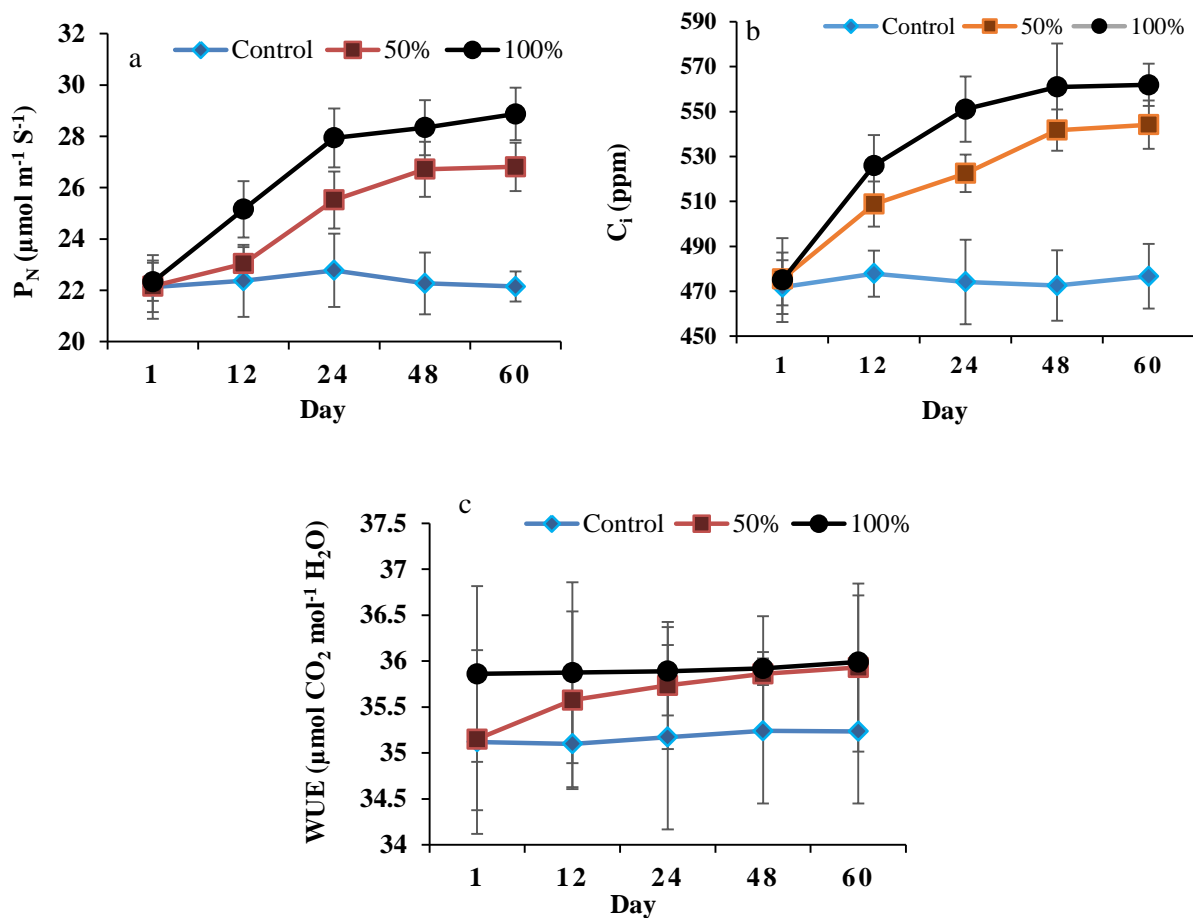 a
Control 50% 100%
32
30
28
26
24
22
20
P_N (µmol m⁻¹ S⁻¹)
1 12 24 48 60
Day
b
Control 50% 100%
570
550
530
510
490
470
450
C_i (ppm)
1 12 24 48 60
Day
c
Control 50% 100%
37.5
37
36.5
36
35.5
35
34.5
34
WUE (µmol CO₂ mol⁻¹ H₂O)
1 12 24 48 60
Day